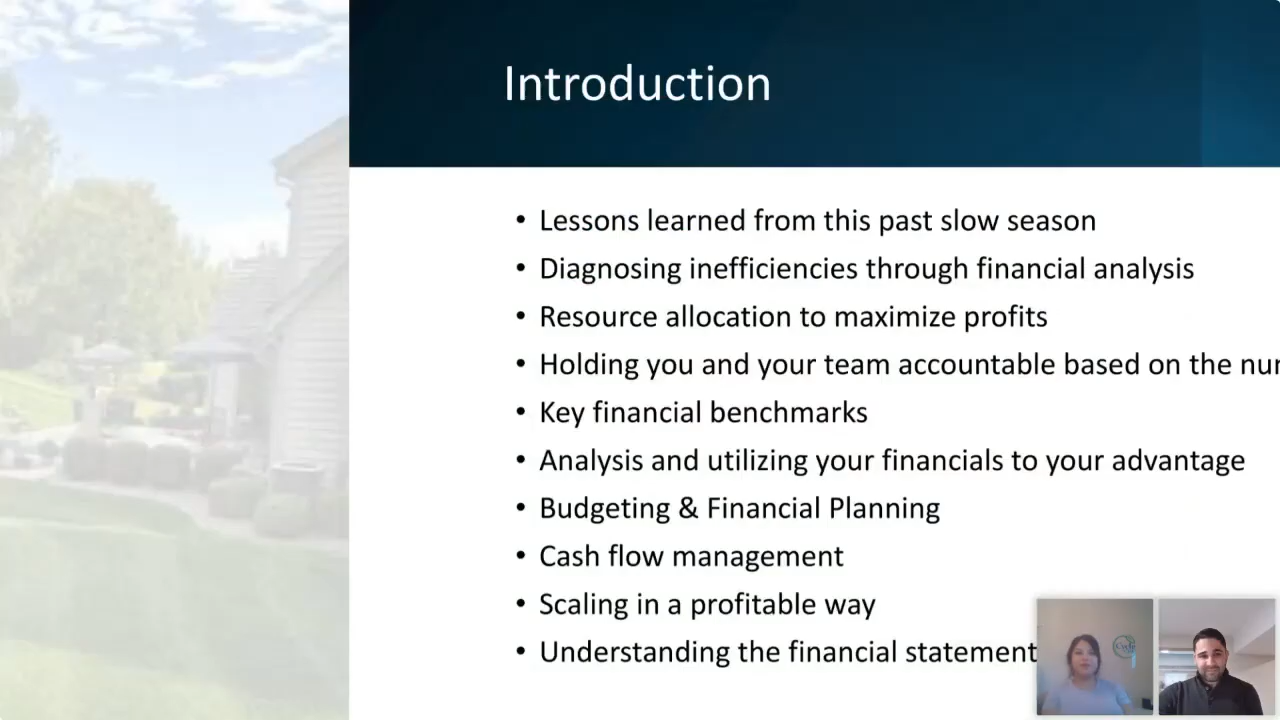 Introduction
• Lessons learned from this past slow season
• Diagnosing inefficiencies through financial analysis
• Resource allocation to maximize profits
• Holding you and your team accountable based on the
• Key financial benchmarks
• Analysis and utilizing your financials to your advantage
• Budgeting & Financial Planning
• Cash flow management
• Scaling in a profitable way
• Understanding the financial statement